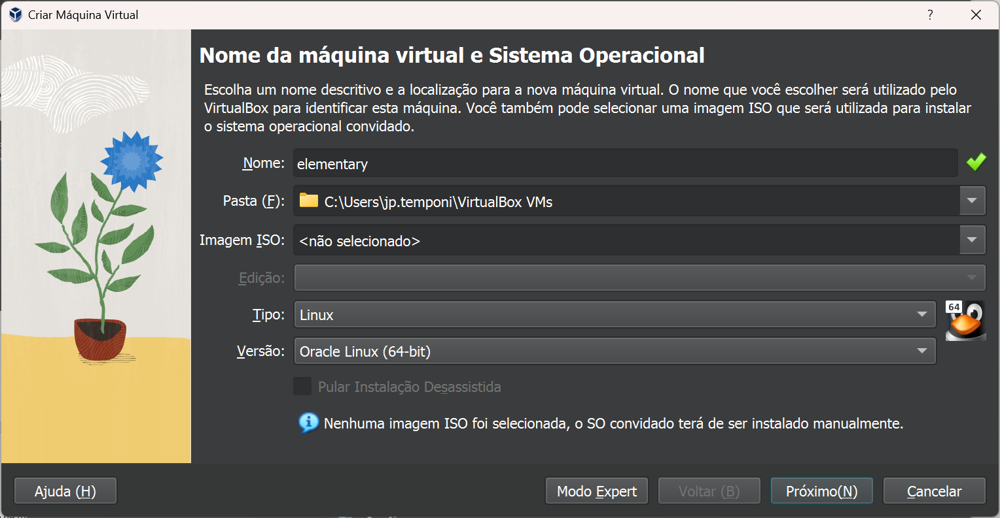 Criar Máquina Virtual
?
Nome da máquina virtual e Sistema Operacional
Escolha um nome descritivo e a localização para a nova máquina virtual. O nome que você escolher será utilizado pelo
VirtualBox para identificar esta máquina. Você também pode selecionar uma imagem ISO que será utilizada para instalar
o sistema operacional convidado.
Nome: elementary
Pasta (F): C:\Users\jp.temponi\VirtualBox VMs
Imagem ISO: <não selecionado>
Edição:
Tipo: Linux
64
Versão: Oracle Linux (64-bit)
Pular Instalação Desassistida
Nenhuma imagem ISO foi selecionada, o SO convidado terá de ser instalado manualmente.
Ajuda (H) Modo Expert Voltar (B) Próximo(N) Cancelar